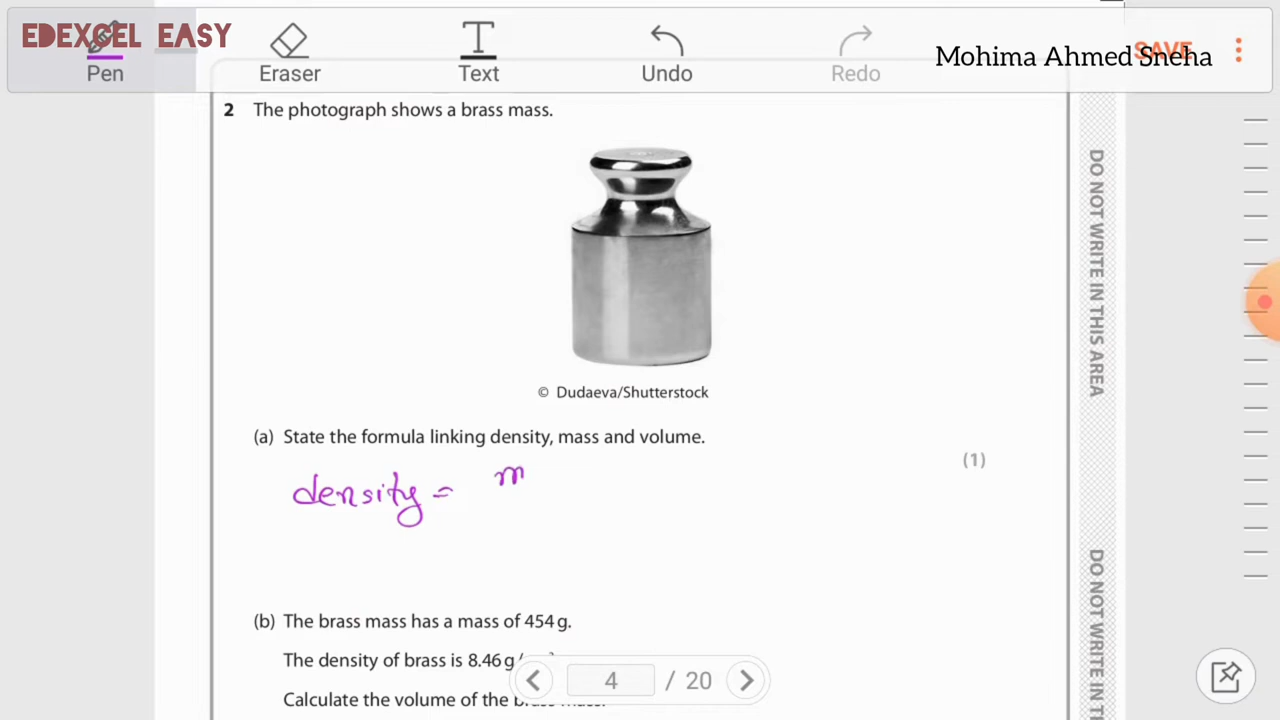 EDEXCEL EASY
Pen
Eraser
Text
Undo
Redo
Mohima Ahmed Sneha
SAVE
2 The photograph shows a brass mass.
© Dudaeva/Shutterstock
(a) State the formula linking density, mass and volume.
(1)
density = m
(b) The brass mass has a mass of 454 g.
The density of brass is 8.46 g/
4 / 20
Calculate the volume of the brass mass.
DO NOT WRITE IN THIS AREA
DO NOT WRITE IN